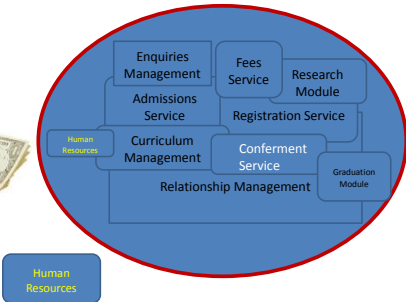 Enquiries
Management
Fees
Service
Research
Module
Admissions
Service
Registration Service
Human
Resources
Curriculum
Management
Conferment
Service
Relationship Management
Graduation
Module
Human
Resources